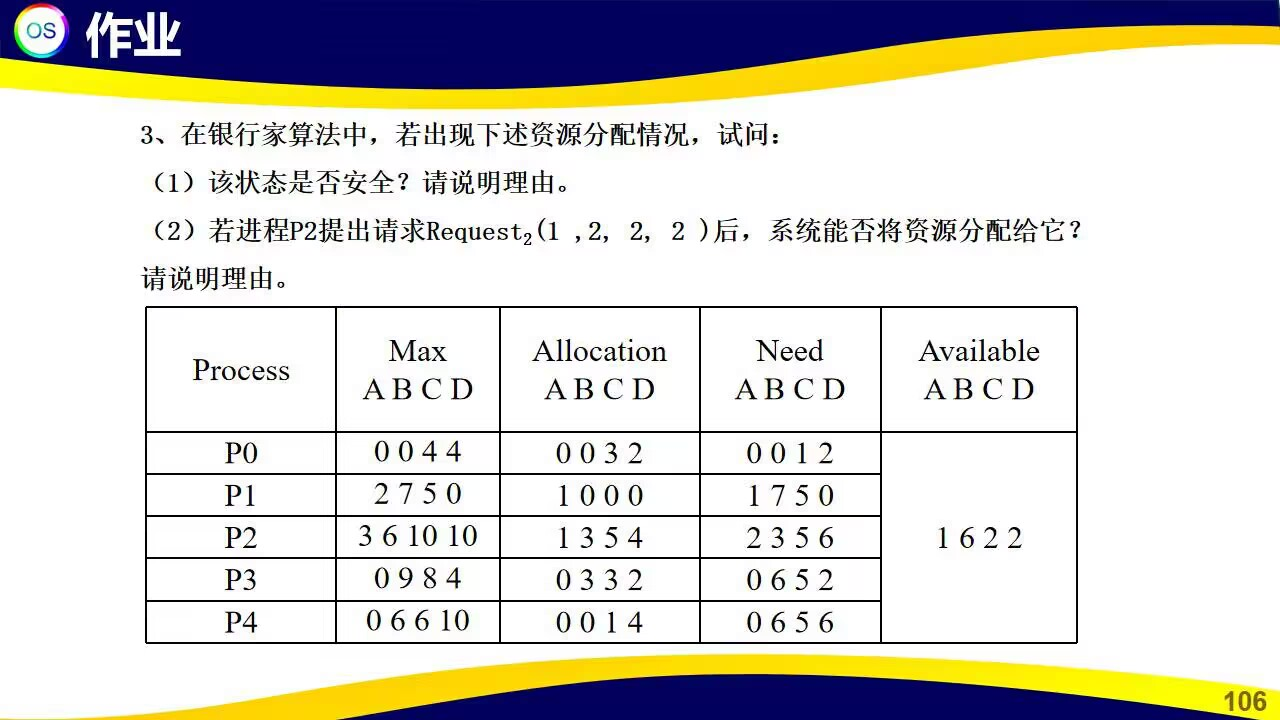 OS 作业
3、在银行家算法中，若出现下述资源分配情况，试问：
（1）该状态是否安全？请说明理由。
（2）若进程P2提出请求Request₂(1 ,2, 2, 2 )后，系统能否将资源分配给它？
请说明理由。
Process Max Allocation Need Available
A B C D A B C D A B C D A B C D
P0 0 0 4 4 0 0 3 2 0 0 1 2
P1 2 7 5 0 1 0 0 0 1 7 5 0
P2 3 6 10 10 1 3 5 4 2 3 5 6 1 6 2 2
P3 0 9 8 4 0 3 3 2 0 6 5 2
P4 0 6 6 10 0 0 1 4 0 6 5 6
106